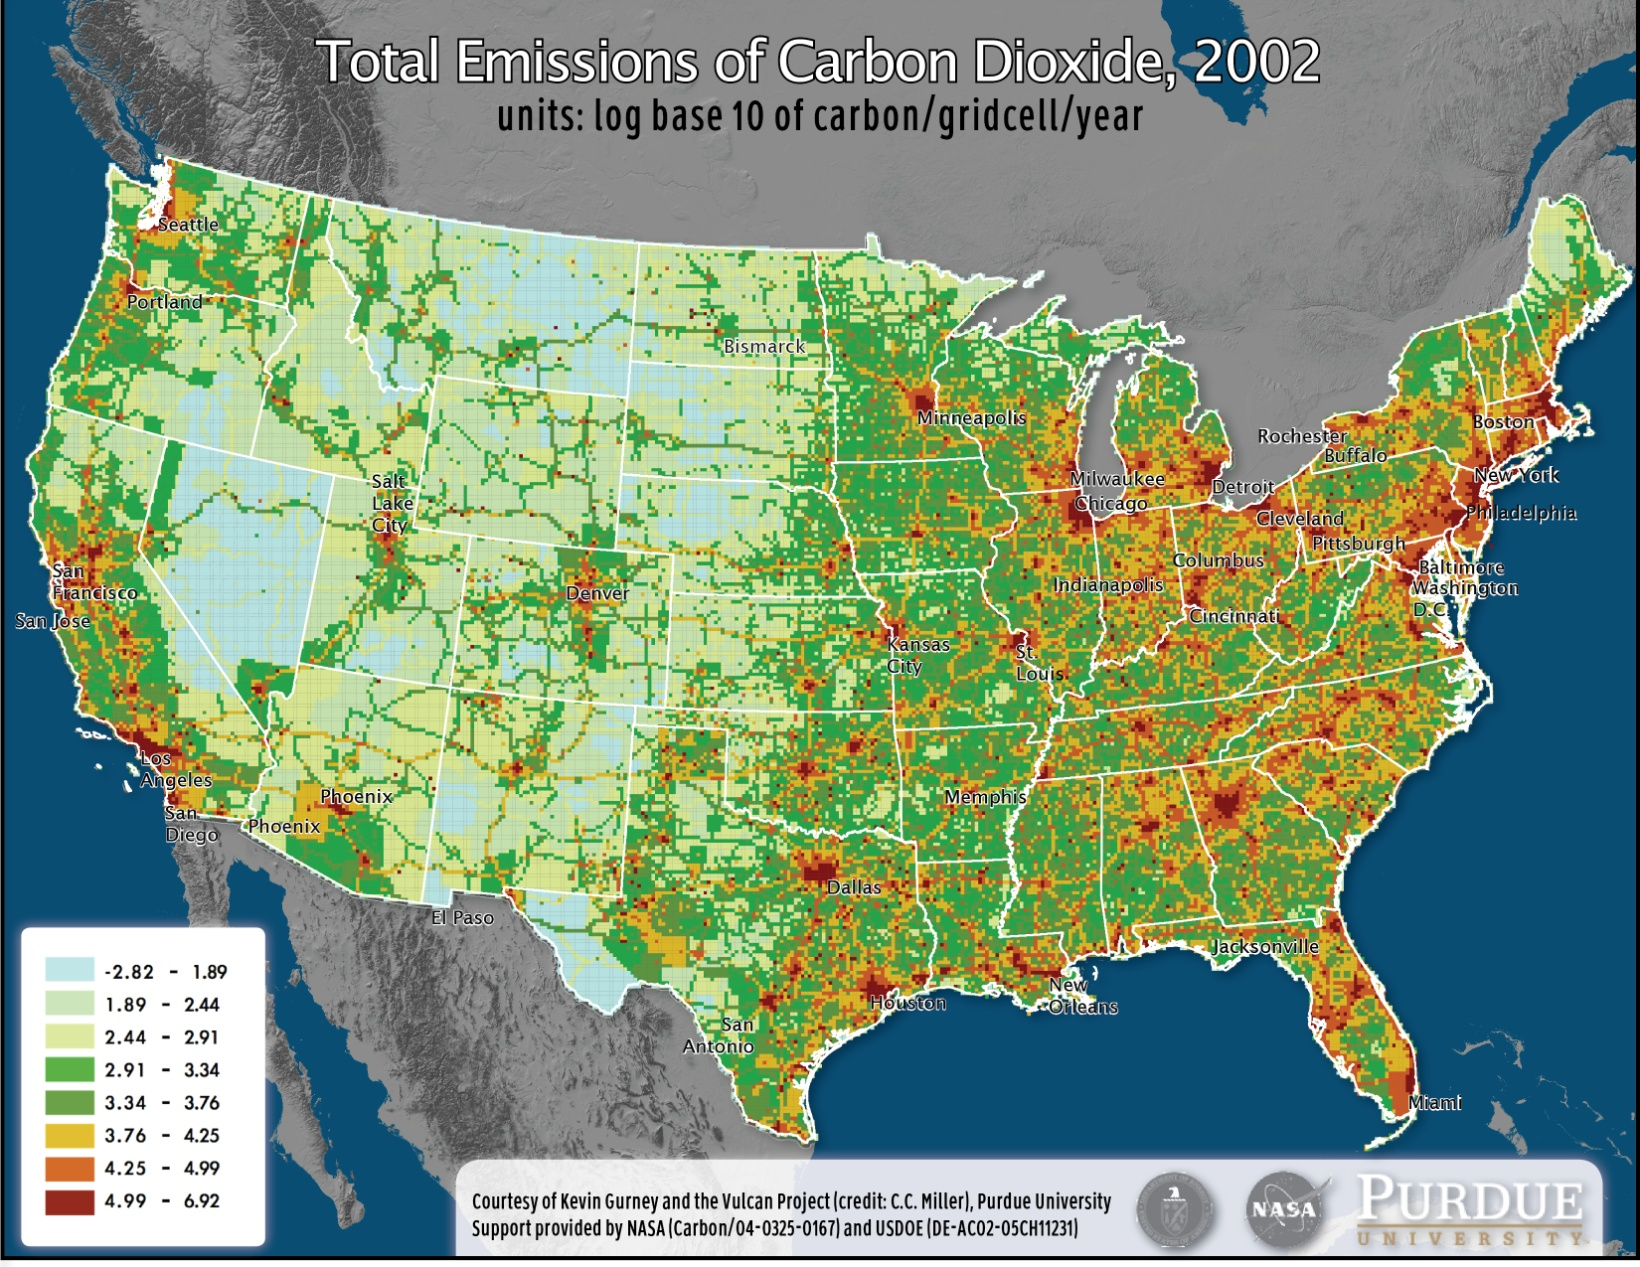 Total Emissions of Carbon Dioxide, 2002
units: log base 10 of carbon/gridcell/year
Seattle
Portland
Bismarck
Minneapolis
Rochester
Buffalo
Boston
Milwaukee
Chicago
Detroit
New York
Cleveland
Philadelphia
Pittsburgh
Salt
Lake
City
Columbus
Baltimore
Washington
D.C.
Indianapolis
Cincinnati
San
Francisco
San Jose
Denver
Kansas
City
St.
Louis
Los
Angeles
Phoenix
Memphis
San
Diego
Phoenix
Dallas
El Paso
Jacksonville
New
Orleans
Houston
San
Antonio
Miami
-2.82 - 1.89
1.89 - 2.44
2.44 - 2.91
2.91 - 3.34
3.34 - 3.76
3.76 - 4.25
4.25 - 4.99
4.99 - 6.92
Courtesy of Kevin Gurney and the Vulcan Project (credit: C.C. Miller), Purdue University
Support provided by NASA (Carbon/04-0325-0167) and USDOE (DE-AC02-05CH11231)
NASA
PURDUE
UNIVERSITY